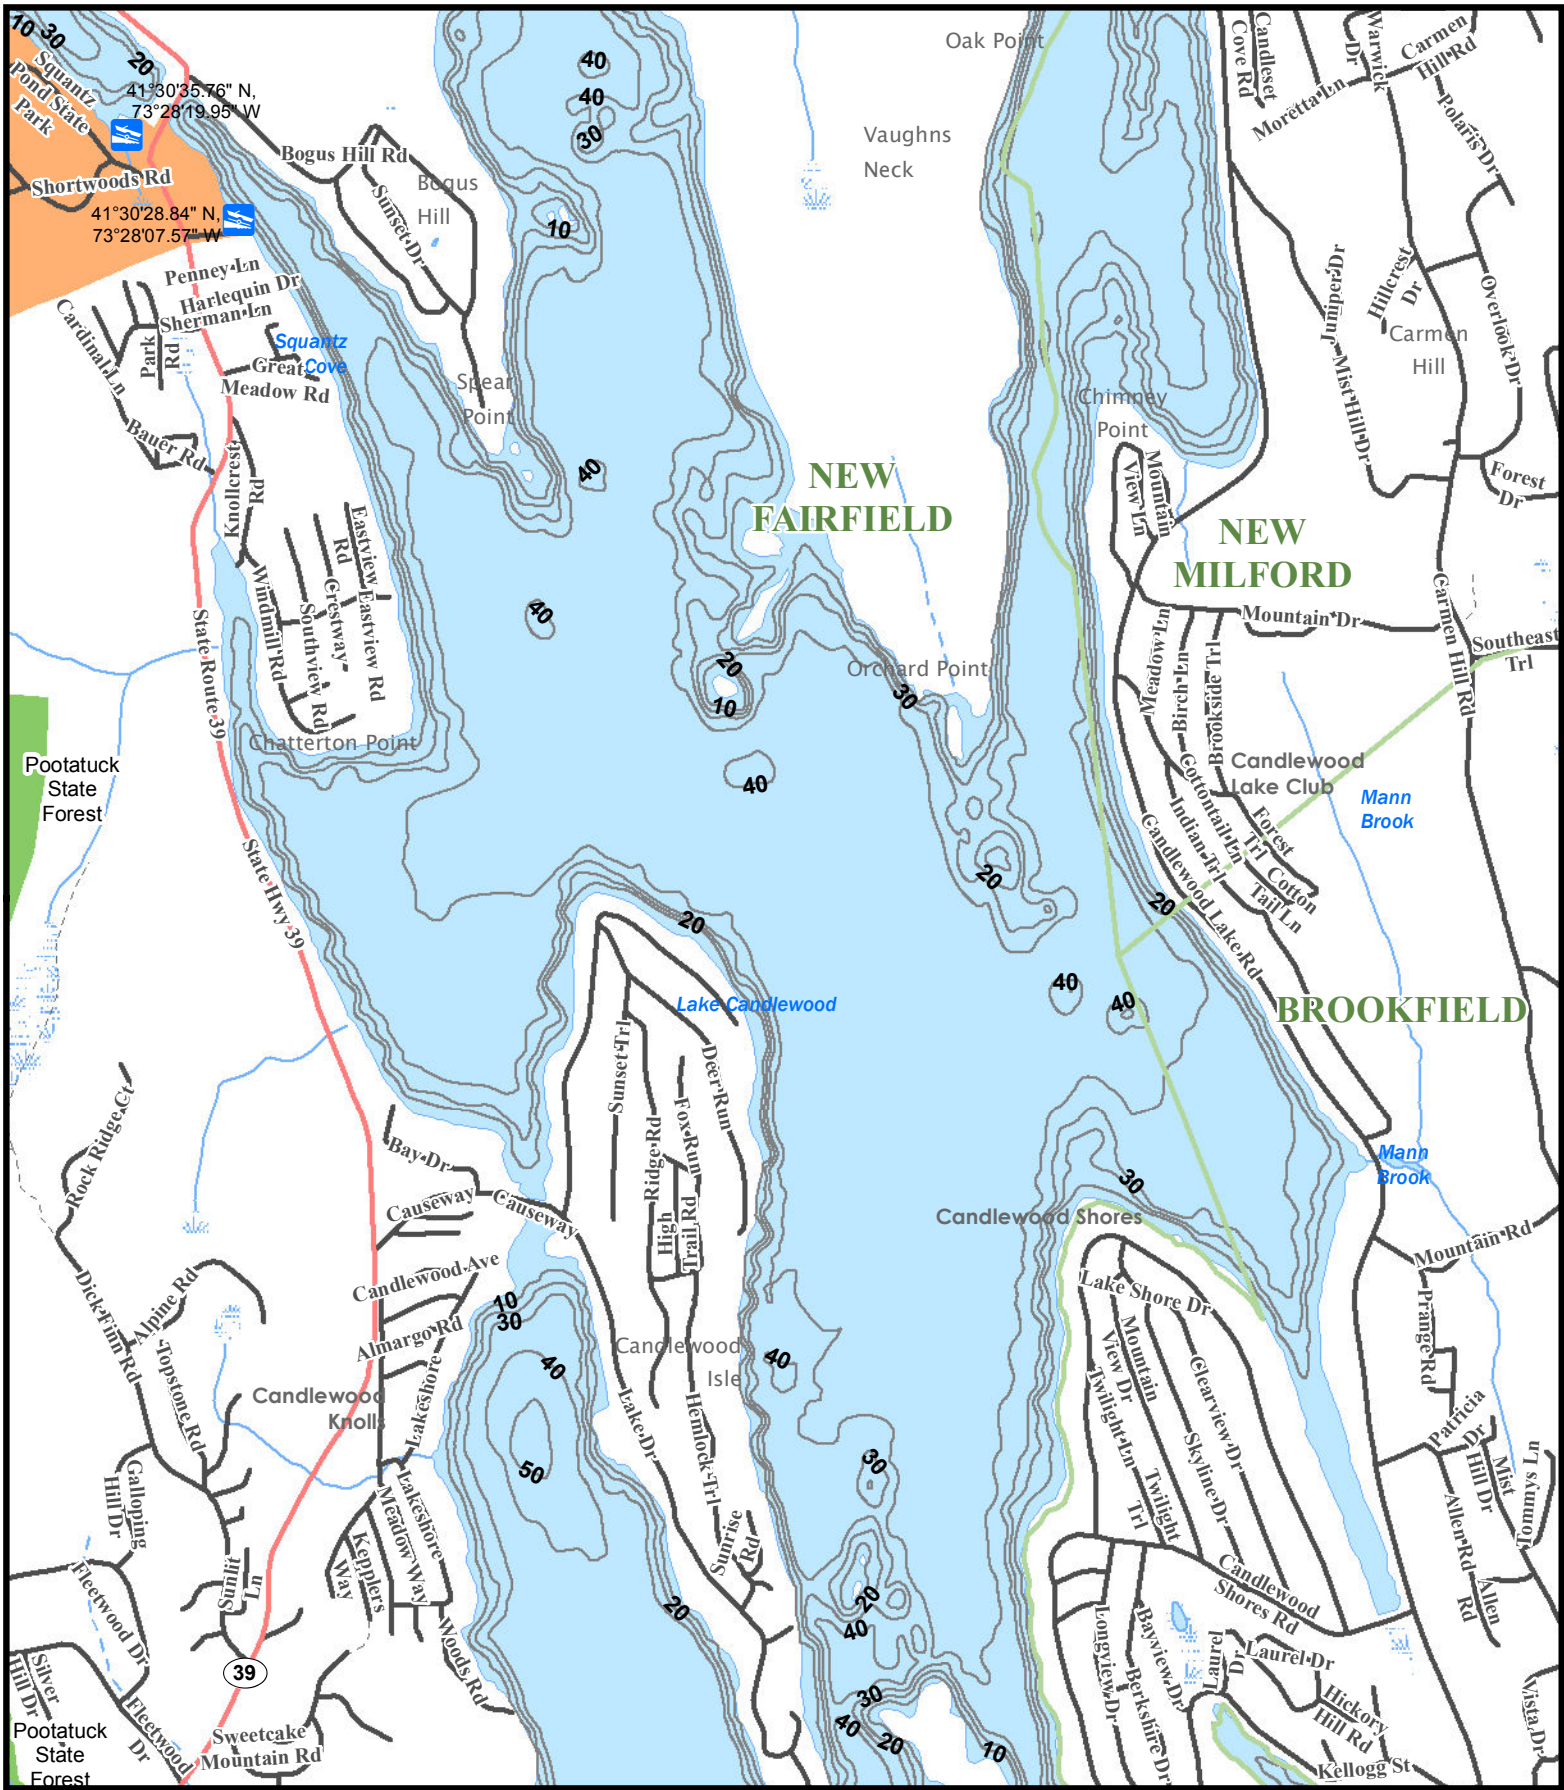 10
30
20
Squantz
Pond State
Park
41°30'35.76" N,
73°28'19.95" W
Shortwoods Rd
41°30'28.84" N,
73°28'07.57" W
Bogus Hill Rd
Bogus
Hill
Sunset Dr
40
40
30
10
Oak Point
Vaughns
Neck
Candleset
Cove Rd
Warwick
Dr
Carmen
Hill Rd
Moretta Ln
Polaris Dr
Penney Ln
Harlequin Dr
Sherman Ln
Cardinal Ln
Park
Rd
Squantz
Cove
Great
Meadow Rd
Spear
Point
Bauer Rd
Knollcrest
Rd
40
Juniper Dr
Hillcrest
Dr
Carmen
Hill
Overlook Dr
Mist Hill Dr
Chimney
Point
Mountain
View Ln
Forest
Dr
NEW
FAIRFIELD
NEW
MILFORD
Eastview
Rd
Crestway
Eastview Rd
Windmill Rd
Southview Rd
State Route 39
40
20
10
Orchard Point
30
Meadow Ln
Birch Ln
Brookside Trl
Mountain Dr
Carmen Hill Rd
Southeast
Trl
Chatterton Point
40
Pootatuck
State
Forest
State Hwy 39
Candlewood
Lake Club
Mann
Brook
Cottontail Ln
Indian Trl
Forest
Trl
Cotton
Tail Ln
Candlewood Lake Rd
20
20
20
Lake Candlewood
40
40
BROOKFIELD
Sunset Trl
Deer Run
Fox Run
Ridge Rd
High
Trail Rd
Rock Ridge Ct
Bay Dr
Causeway
Causeway
Candlewood Ave
Almargo Rd
30
Candlewood Shores
Mann
Brook
Mountain Rd
Dick Finn Rd
Alpine Rd
Topstone Rd
10
30
40
50
Candlewood
Isle
40
Lake Shore Dr
Mountain
View Dr
Twilight Ln
Clearview Dr
Skyline Dr
Twilight
Trl
Prange Rd
Patricia
Dr
Candlewood
Knolls
Lakeshore
Lake Dr
Hemlock Trl
30
Galloping
Hill Dr
Lakeshore
Meadow Way
Kepplers
Way
Sunrise
Rd
Mist
Hill Dr
Tommys Ln
Allen Rd
Allen
Rd
Fleetwood Dr
Sunlit
Ln
Woods Rd
20
20
40
Candlewood
Shores Rd
Longview Dr
Bayview Dr
Berkshire Dr
Laurel
Dr
Laurel Dr
Hickory
Hill Rd
Vista Dr
Kellogg St
39
Silver
Hill Dr
Fleetwood
Dr
Sweetcake
Mountain Rd
30
40
20
10
Pootatuck
State
Forest